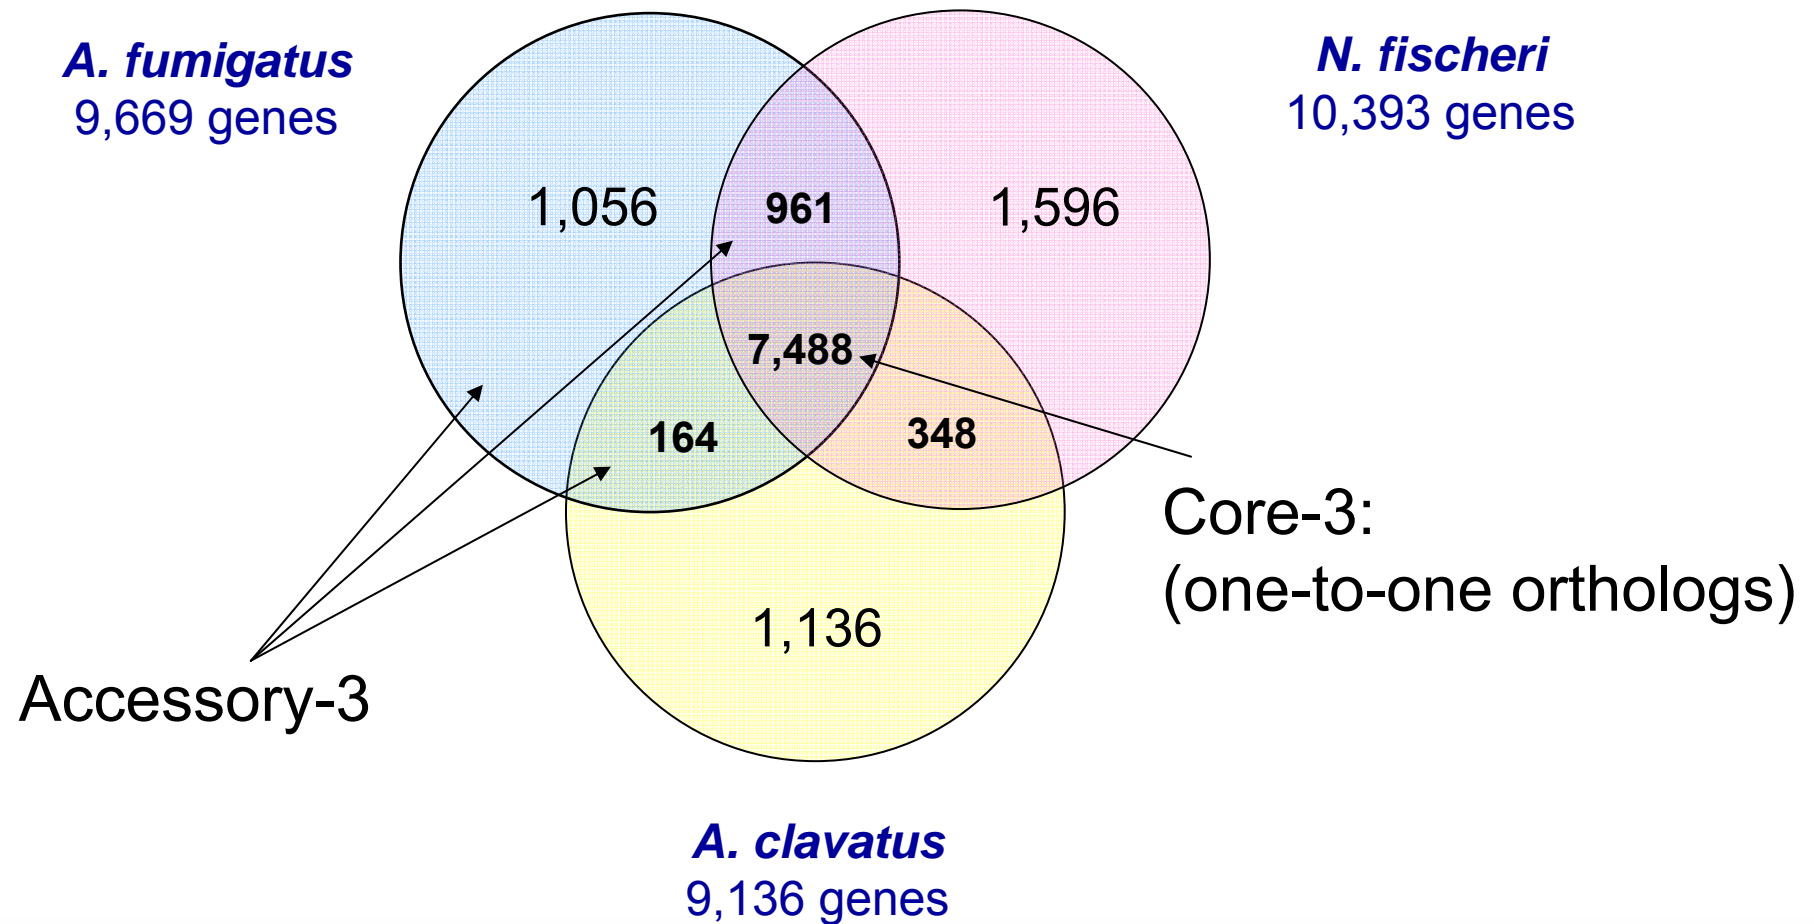 A. fumigatus
9,669 genes
N. fischeri
10,393 genes
1,056
961
1,596
7,488
164
348
Core-3:
(one-to-one orthologs)
1,136
Accessory-3
A. clavatus
9,136 genes